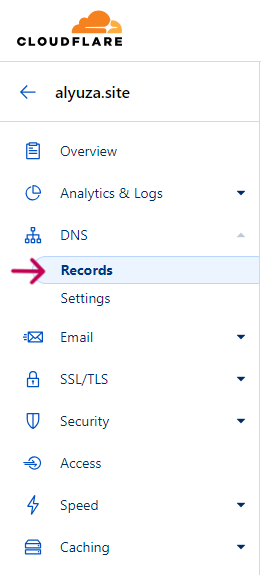 CLOUDFLARE
alyuza.site
Overview
Analytics & Logs
DNS
Records
Settings
Email
SSL/TLS
Security
Access
Speed
Caching